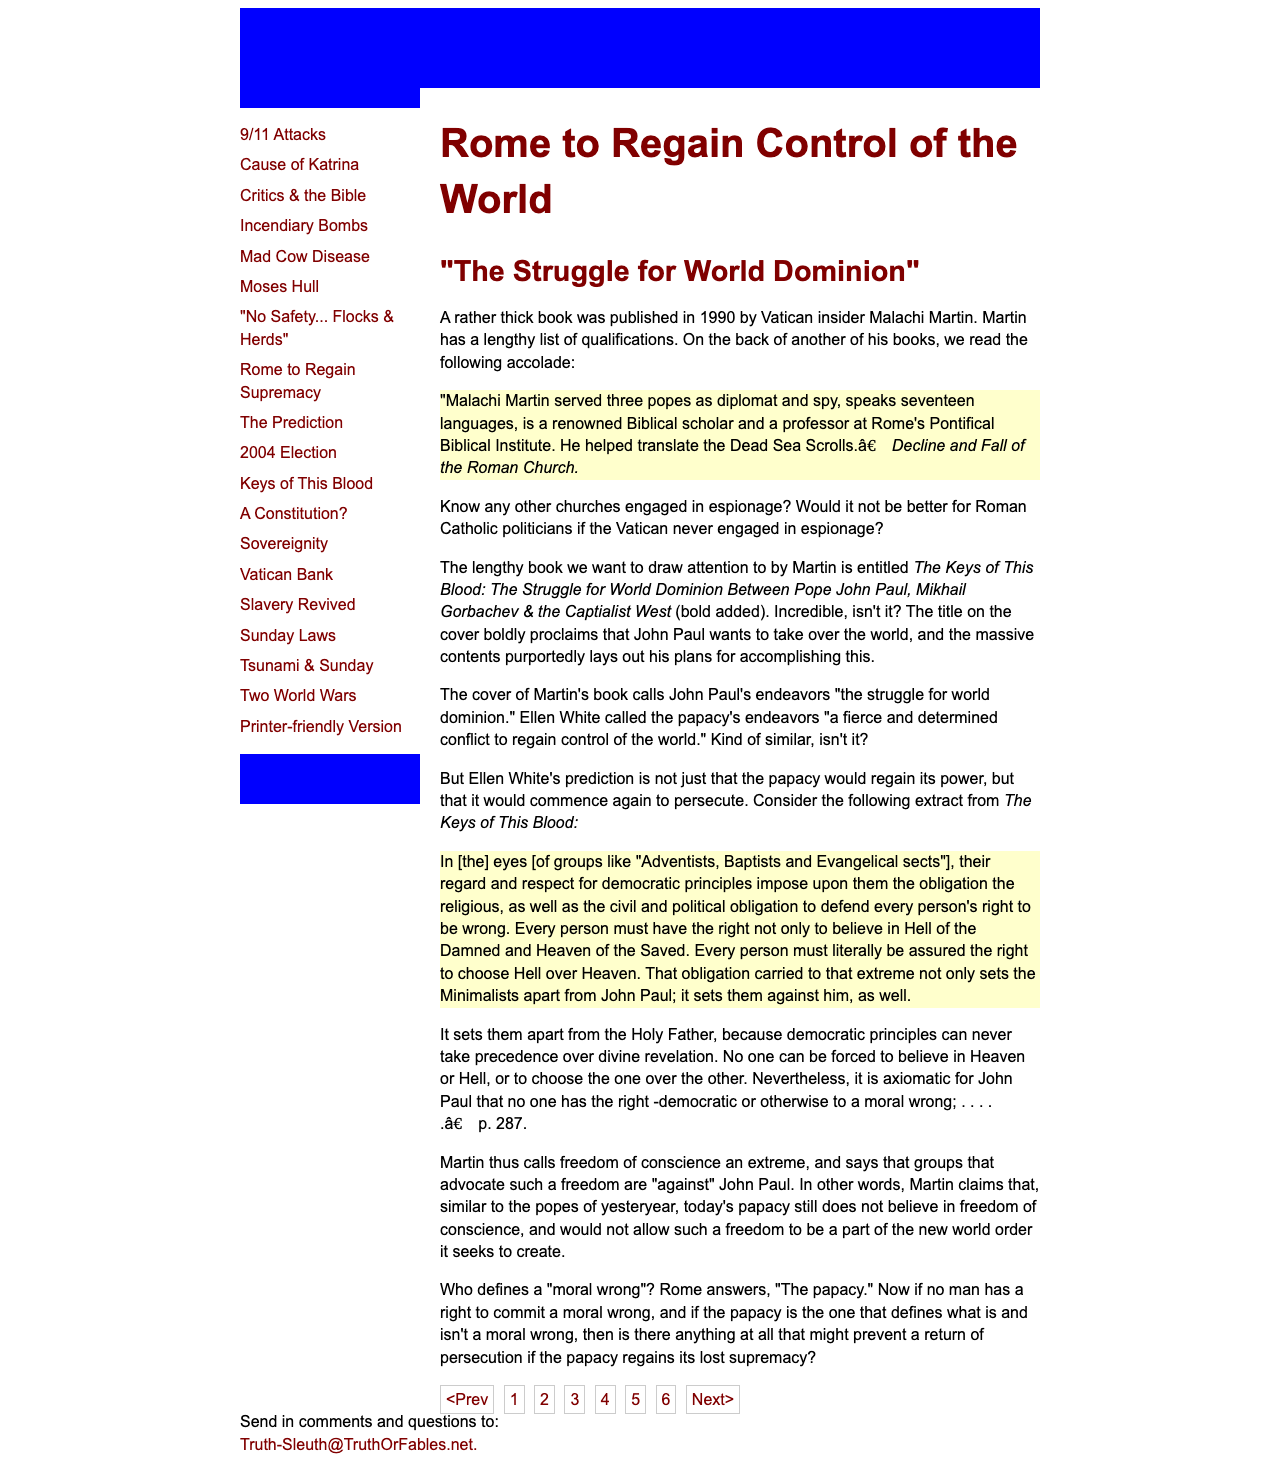 9/11 Attacks
Cause of Katrina
Critics & the Bible
Incendiary Bombs
Mad Cow Disease
Moses Hull
"No Safety... Flocks &
Herds"
Rome to Regain
Supremacy
The Prediction
2004 Election
Keys of This Blood
A Constitution?
Sovereignity
Vatican Bank
Slavery Revived
Sunday Laws
Tsunami & Sunday
Two World Wars
Printer-friendly Version
Rome to Regain Control of the
World
"The Struggle for World Dominion"
A rather thick book was published in 1990 by Vatican insider Malachi Martin. Martin
has a lengthy list of qualifications. On the back of another of his books, we read the
following accolade:
"Malachi Martin served three popes as diplomat and spy, speaks seventeen
languages, is a renowned Biblical scholar and a professor at Rome's Pontifical
Biblical Institute. He helped translate the Dead Sea Scrolls.â€ Decline and Fall of
the Roman Church.
Know any other churches engaged in espionage? Would it not be better for Roman
Catholic politicians if the Vatican never engaged in espionage?
The lengthy book we want to draw attention to by Martin is entitled The Keys of This
Blood: The Struggle for World Dominion Between Pope John Paul, Mikhail
Gorbachev & the Captialist West (bold added). Incredible, isn't it? The title on the
cover boldly proclaims that John Paul wants to take over the world, and the massive
contents purportedly lays out his plans for accomplishing this.
The cover of Martin's book calls John Paul's endeavors "the struggle for world
dominion." Ellen White called the papacy's endeavors "a fierce and determined
conflict to regain control of the world." Kind of similar, isn't it?
But Ellen White's prediction is not just that the papacy would regain its power, but
that it would commence again to persecute. Consider the following extract from The
Keys of This Blood:
In [the] eyes [of groups like "Adventists, Baptists and Evangelical sects"], their
regard and respect for democratic principles impose upon them the obligation the
religious, as well as the civil and political obligation to defend every person's right to
be wrong. Every person must have the right not only to believe in Hell of the
Damned and Heaven of the Saved. Every person must literally be assured the right
to choose Hell over Heaven. That obligation carried to that extreme not only sets the
Minimalists apart from John Paul; it sets them against him, as well.
It sets them apart from the Holy Father, because democratic principles can never
take precedence over divine revelation. No one can be forced to believe in Heaven
or Hell, or to choose the one over the other. Nevertheless, it is axiomatic for John
Paul that no one has the right -democratic or otherwise to a moral wrong; . . . .
.â€ p. 287.
Martin thus calls freedom of conscience an extreme, and says that groups that
advocate such a freedom are "against" John Paul. In other words, Martin claims that,
similar to the popes of yesteryear, today's papacy still does not believe in freedom of
conscience, and would not allow such a freedom to be a part of the new world order
it seeks to create.
Who defines a "moral wrong"? Rome answers, "The papacy." Now if no man has a
right to commit a moral wrong, and if the papacy is the one that defines what is and
isn't a moral wrong, then is there anything at all that might prevent a return of
persecution if the papacy regains its lost supremacy?
<Prev 1 2 3 4 5 6 Next>
Send in comments and questions to:
Truth-Sleuth@TruthOrFables.net.